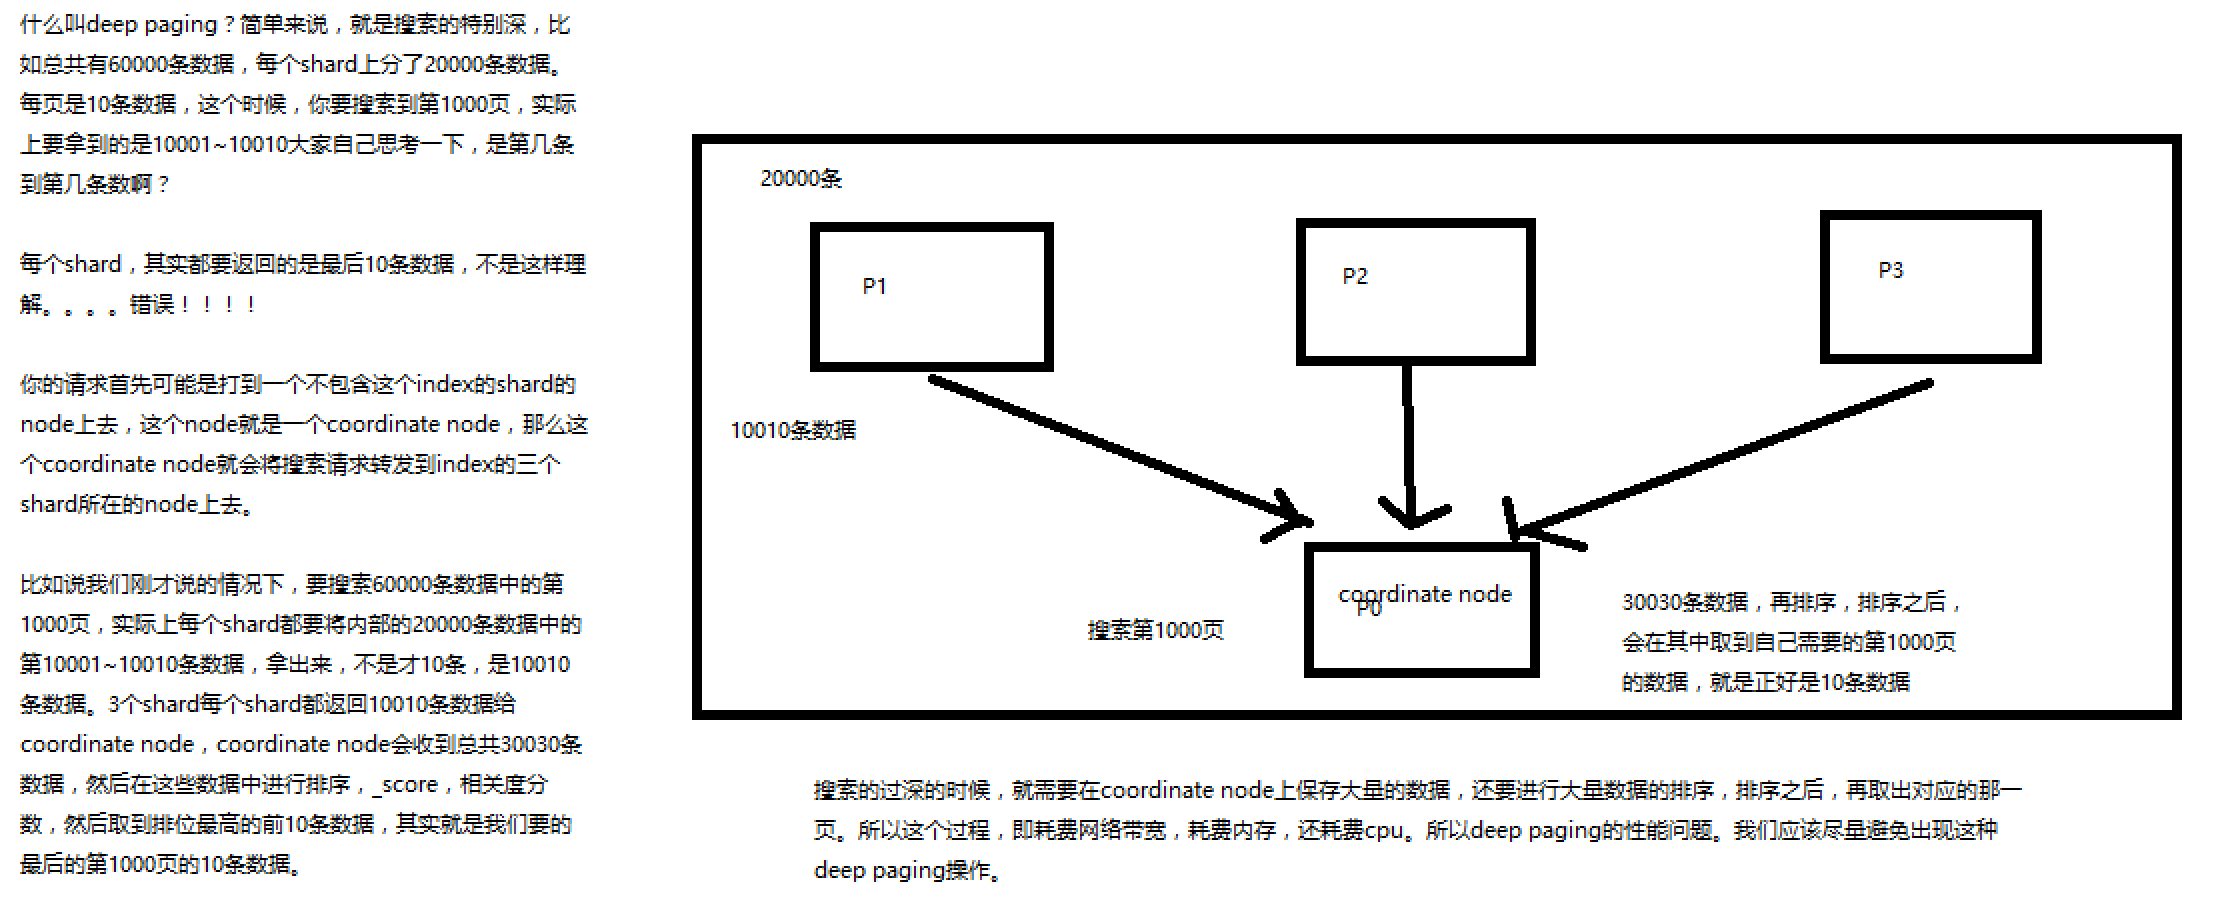 什么叫deep paging？简单来说，就是搜索的特别深，比
如总共有60000条数据，每个shard上分了20000条数据。
每页是10条数据，这个时候，你要搜索到第1000页，实际
上要拿到的是10001~10010大家自己思考一下，是第几条
到第几条数啊？
每个shard，其实都要返回的是最后10条数据，不是这样理
解。。。。错误！！！！
你的请求首先可能是打到一个不包含这个index的shard的
node上去，这个node就是一个coordinate node，那么这
个coordinate node就会将搜索请求转发到index的三个
shard所在的node上去。
比如说我们刚才说的情况下，要搜索60000条数据中的第
1000页，实际上每个shard都要将内部的20000条数据中的
第10001~10010条数据，拿出来，不是才10条，是10010
条数据。3个shard每个shard都返回10010条数据给
coordinate node，coordinate node会收到总共30030条
数据，然后在这些数据中进行排序，_score，相关度分
数，然后取到排位最高的前10条数据，其实就是我们要的
最后的第1000页的10条数据。
20000条
P1
P2
P3
10010条数据
coordinate node
P0
搜索第1000页
30030条数据，再排序，排序之后，
会在其中取到自己需要的第1000页
的数据，就是正好是10条数据
搜索的过深的时候，就需要在coordinate node上保存大量的数据，还要进行大量数据的排序，排序之后，再取出对应的那一
页。所以这个过程，即耗费网络带宽，耗费内存，还耗费cpu。所以deep paging的性能问题。我们应该尽量避免出现这种
deep paging操作。